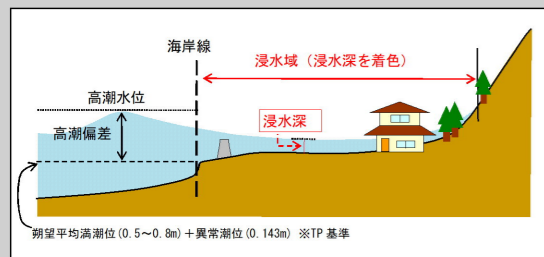 海岸線
浸水域（浸水深を着色）
高潮水位
高潮偏差
浸水深
朔望平均満潮位(0.5～0.8m)＋異常潮位(0.143m) ※TP 基準